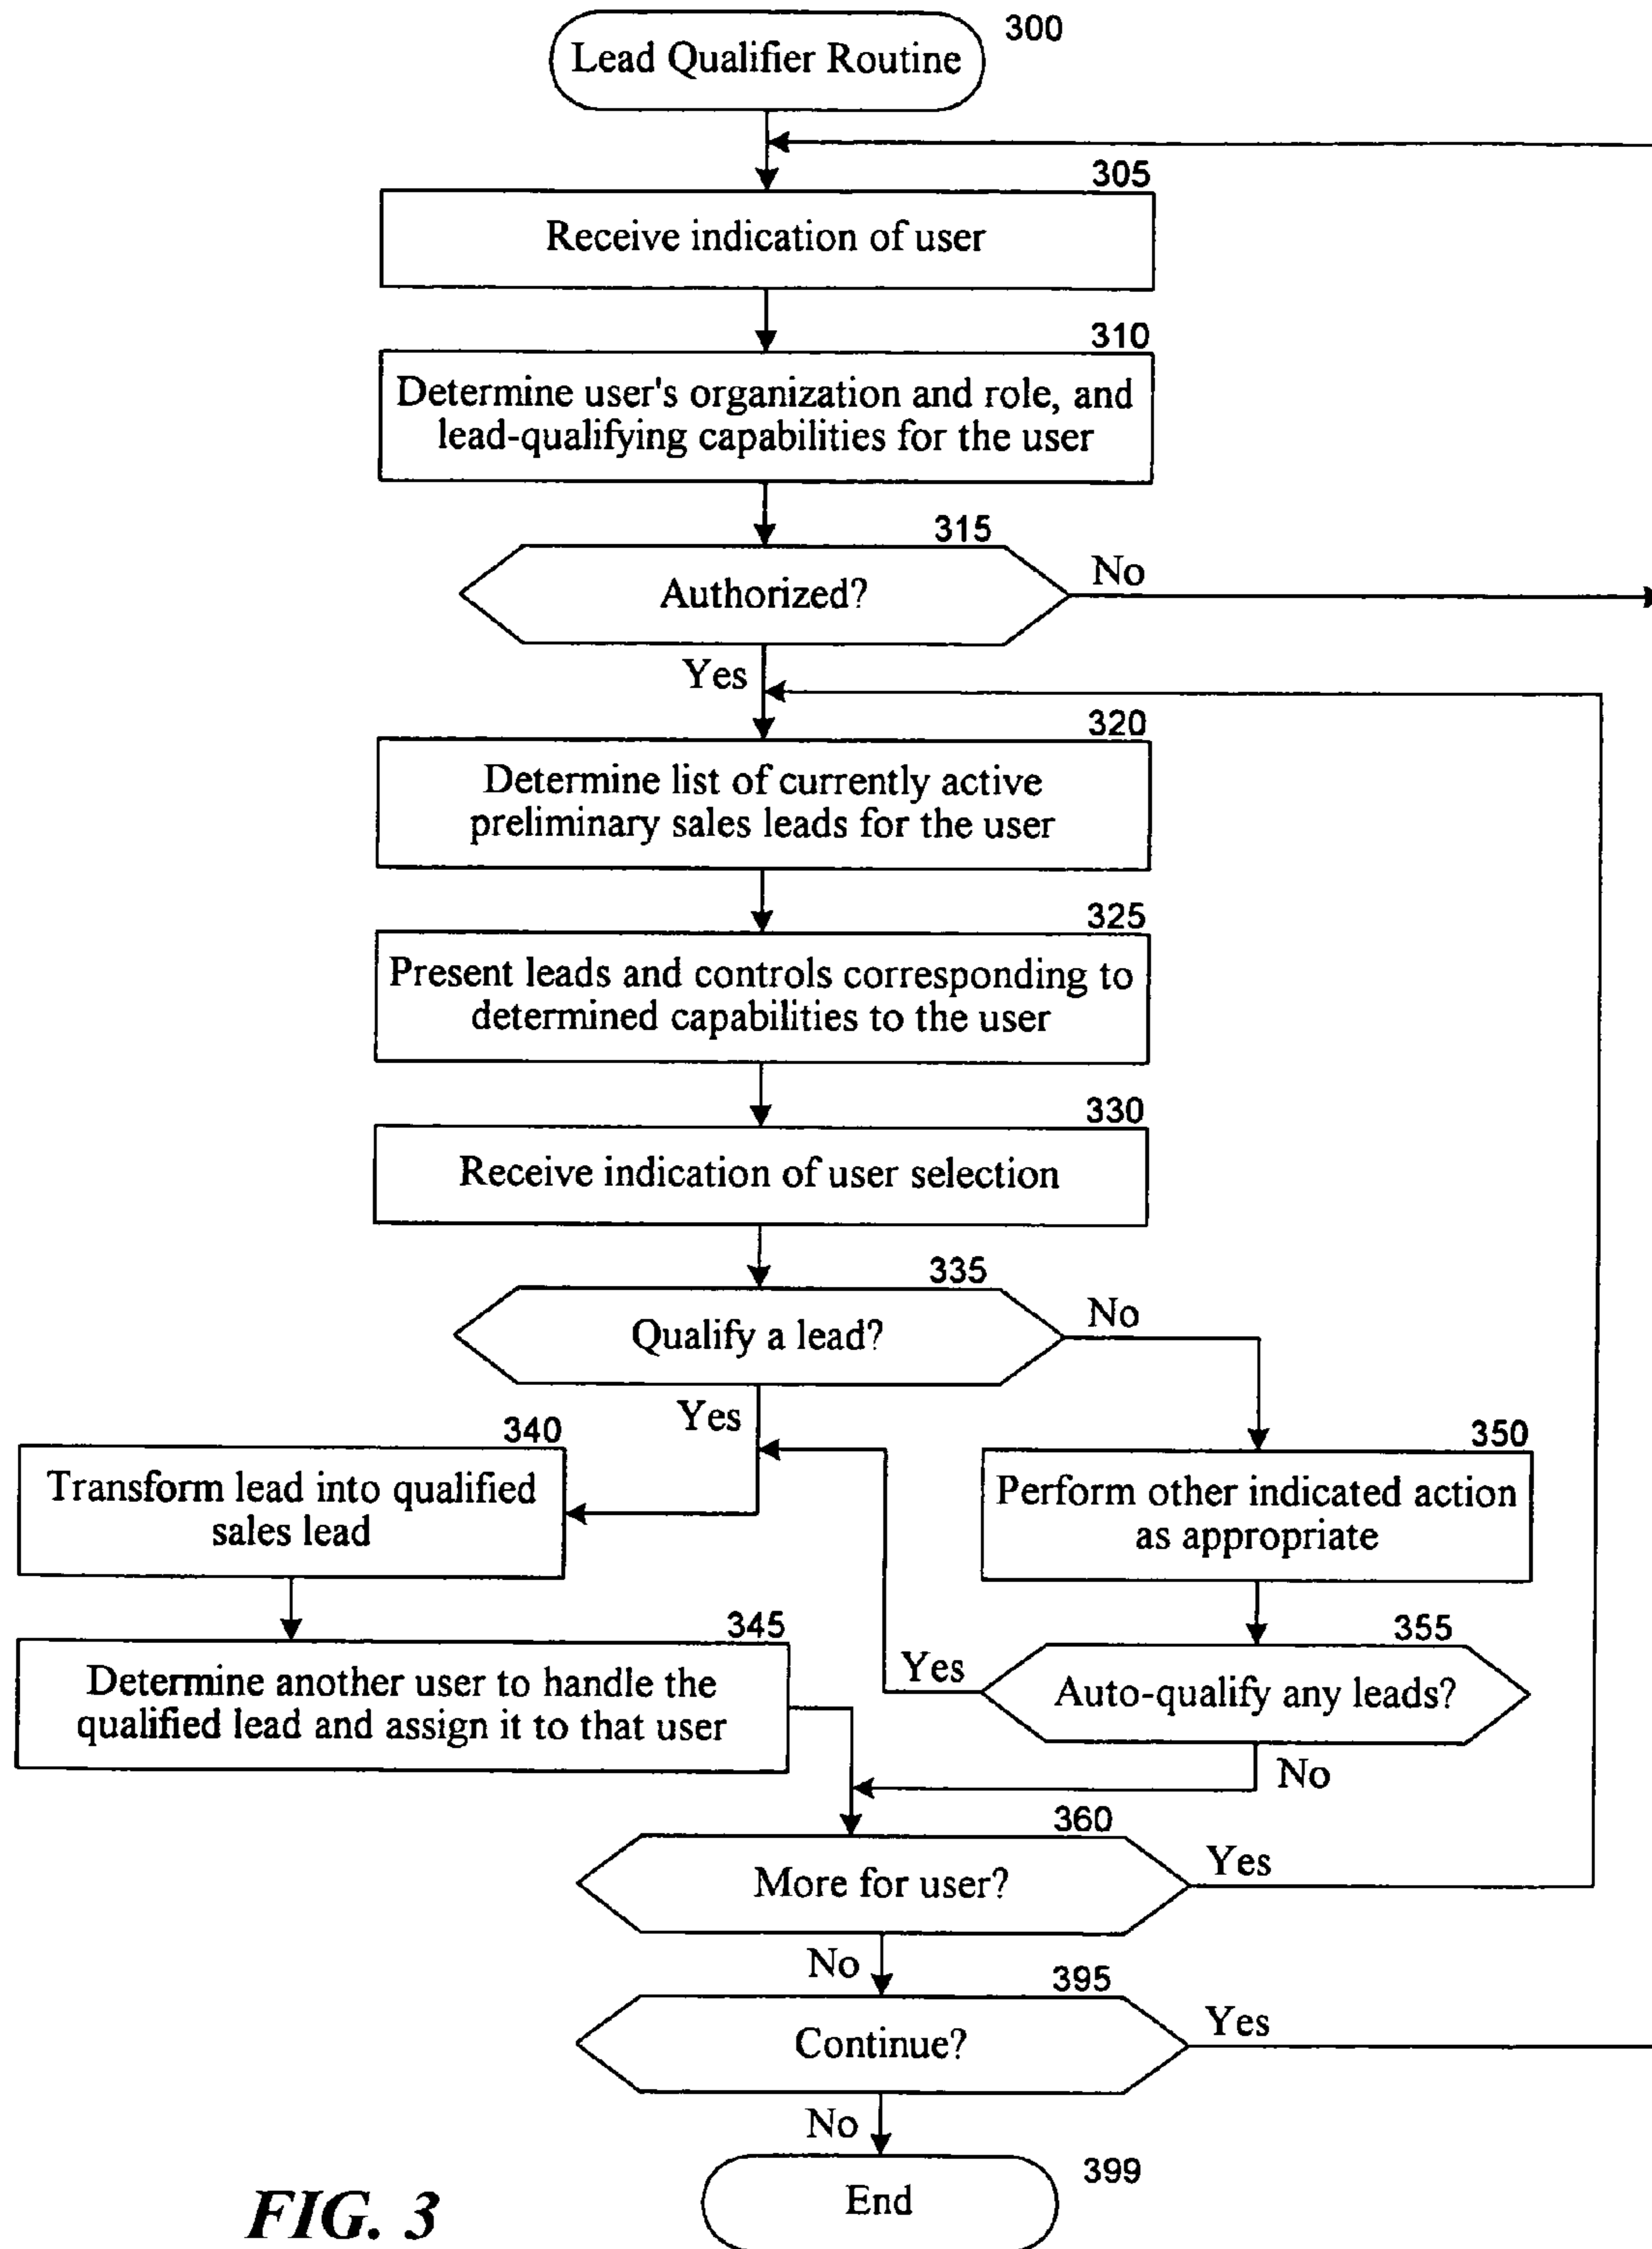 300
Lead Qualifier Routine
305
Receive indication of user
310
Determine user's organization and role, and
lead-qualifying capabilities for the user
315
Authorized?
No
Yes
320
Determine list of currently active
preliminary sales leads for the user
325
Present leads and controls corresponding to
determined capabilities to the user
330
Receive indication of user selection
335
Qualify a lead?
No
Yes
340
Transform lead into qualified
sales lead
350
Perform other indicated action
as appropriate
345
Determine another user to handle the
qualified lead and assign it to that user
355
Auto-qualify any leads?
Yes
No
360
More for user?
Yes
No
395
Continue?
Yes
No
399
End
FIG. 3